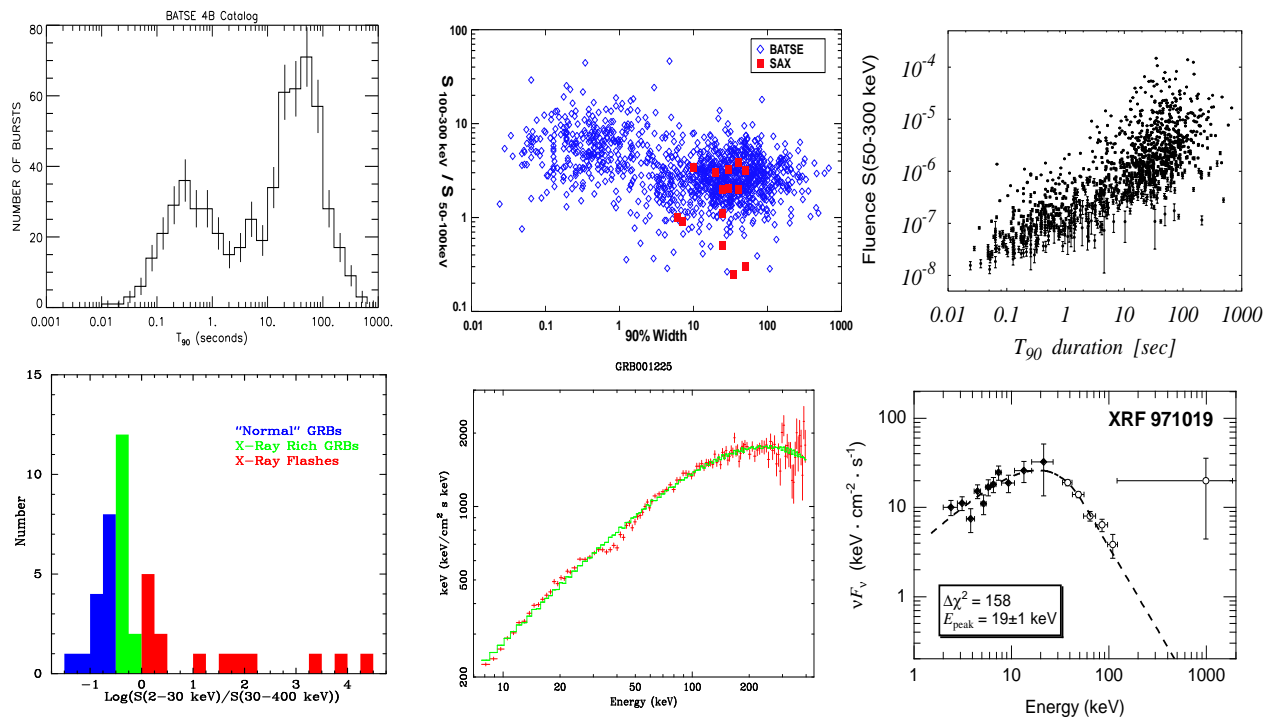 BATSE 4B Catalog
NUMBER OF BURSTS
80
60
40
20
0
0.001 0.01 0.1 1. 10. 100. 1000.
T90 (seconds)
S 100-300 keV / S 50-100keV
100
10
1
0.1
BATSE
SAX
0.01 0.1 1 10 100 1000
90% Width
Fluence S(50-300 keV)
10^-4
10^-5
10^-6
10^-7
10^-8
0.01 0.1 1 10 100 1000
T90 duration [sec]
Number
15
10
5
0
"Normal" GRBs
X-Ray Rich GRBs
X-Ray Flashes
-1 0 1 2 3 4
Log(S(2-30 keV)/S(30-400 keV))
GRB001225
keV (keV/cm² s keV)
2000
1000
500
200
10 20 50 100 200
Energy (keV)
XRF 971019
νFν (keV · cm⁻² · s⁻¹)
100
10
1
Δχ² = 158
Epeak = 19±1 keV
1 10 100 1000
Energy (keV)